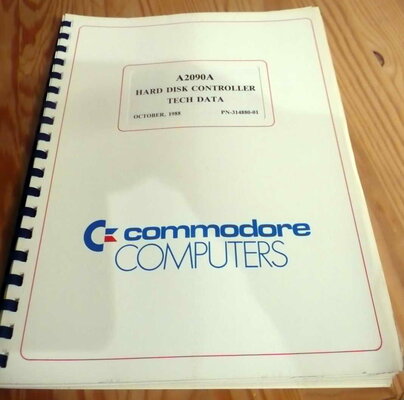 A2090A
HARD DISK CONTROLLER
TECH DATA
OCTOBER, 1988 PN-314880-01
commodore
COMPUTERS